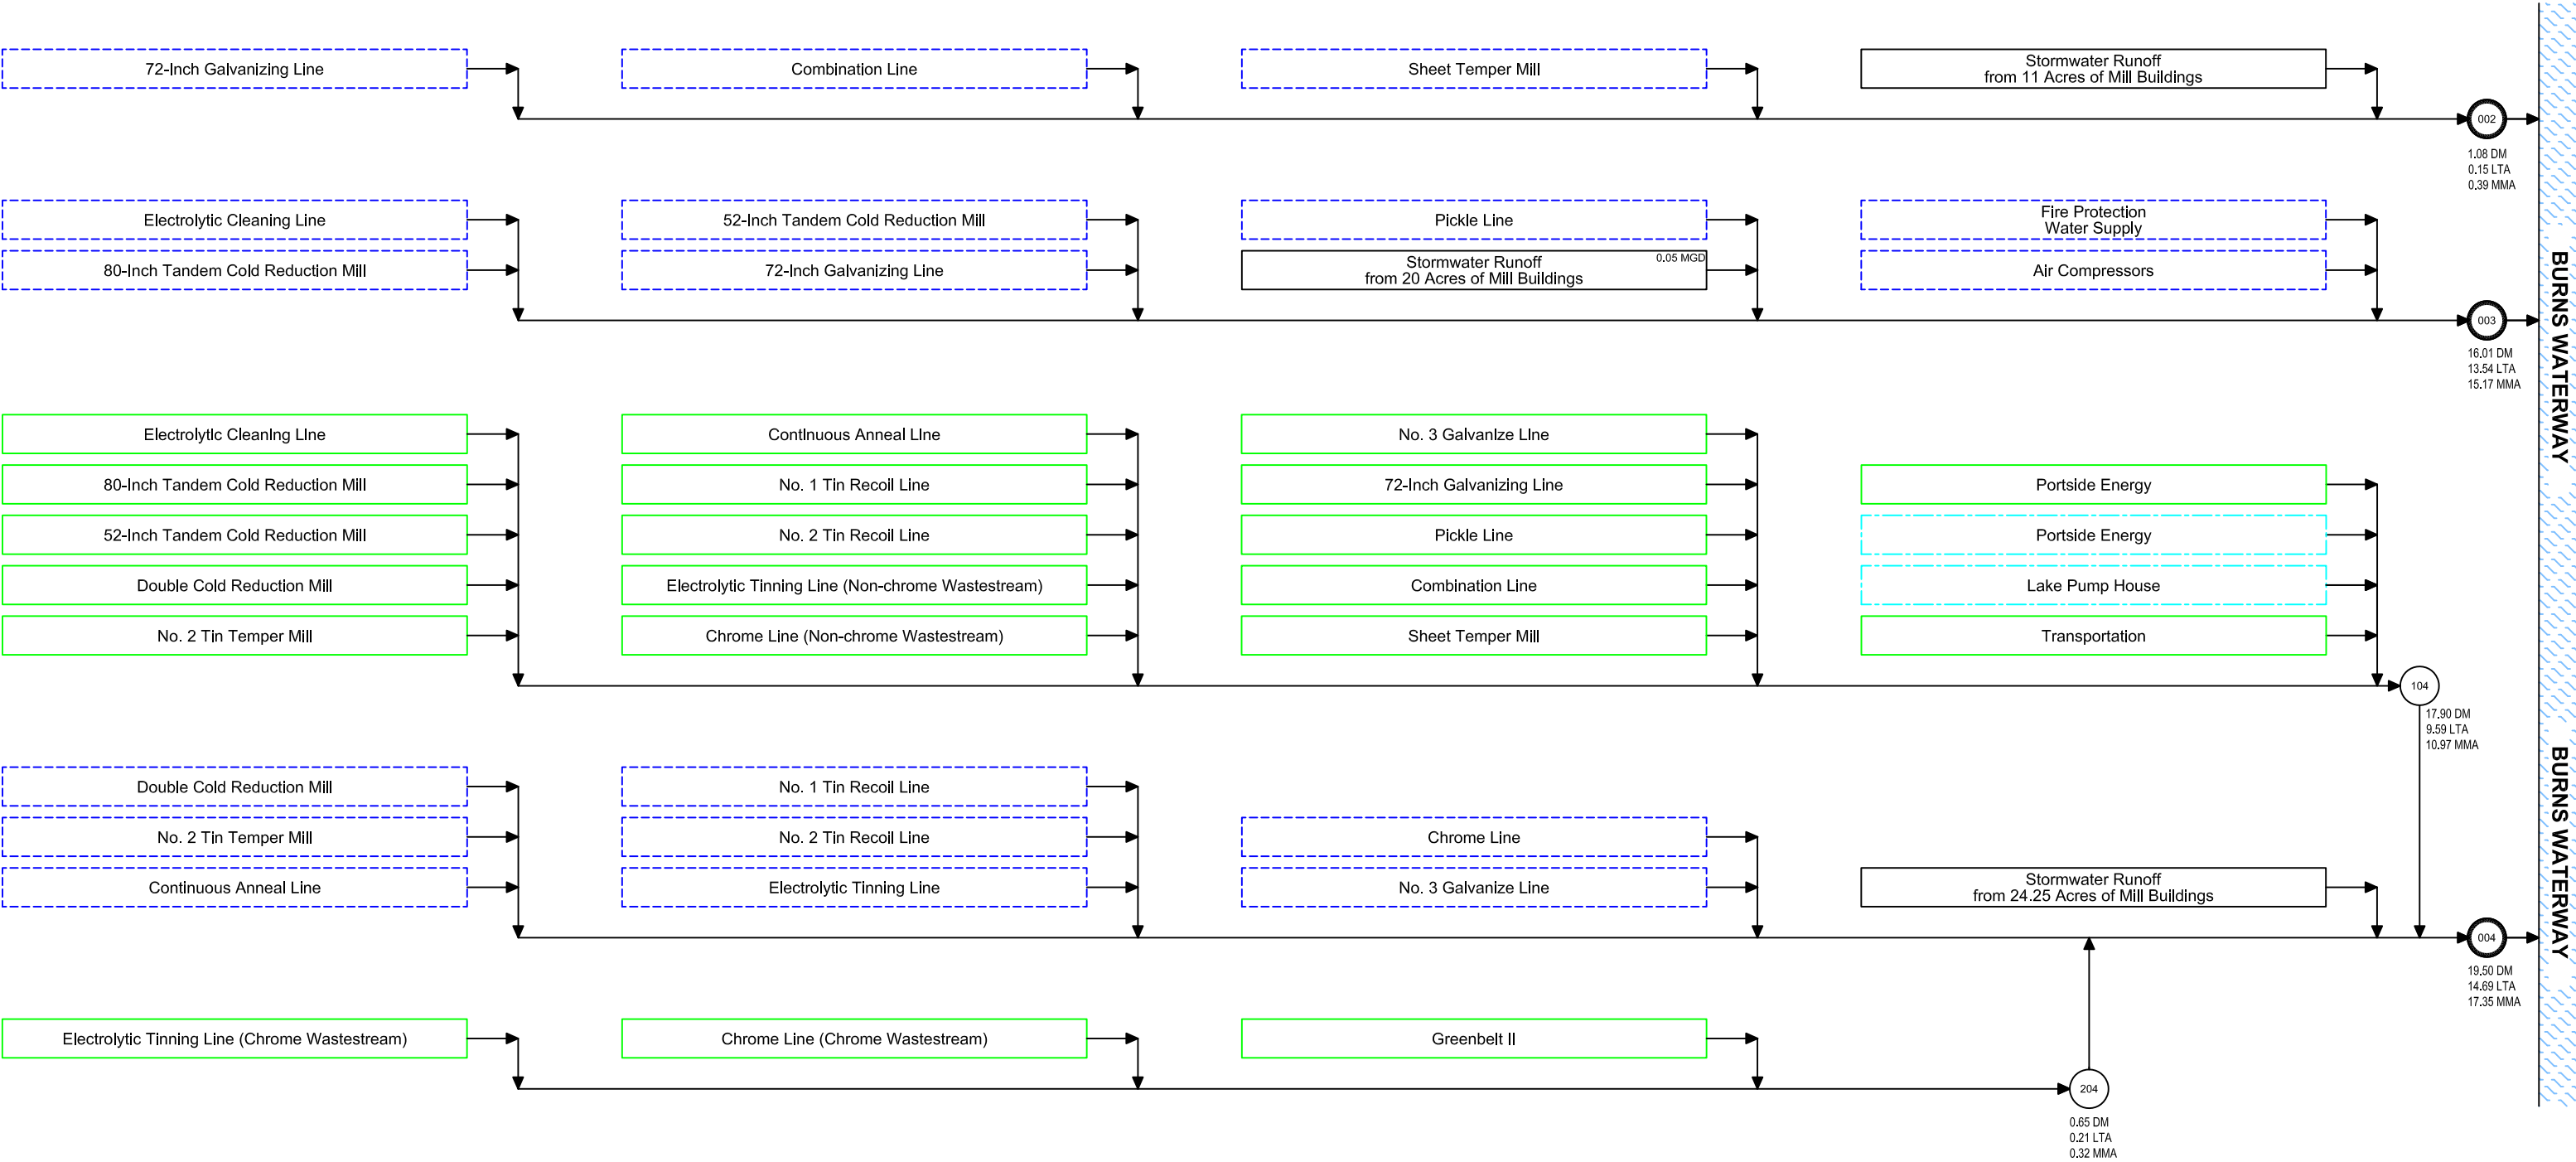 72-Inch Galvanizing Line
Combination Line
Sheet Temper Mill
Stormwater Runoff
from 11 Acres of Mill Buildings
002
1.08 DM
0.15 LTA
0.39 MMA
Electrolytic Cleaning Line
52-Inch Tandem Cold Reduction Mill
Pickle Line
Fire Protection
Water Supply
80-Inch Tandem Cold Reduction Mill
72-Inch Galvanizing Line
Stormwater Runoff
from 20 Acres of Mill Buildings
0.05 MGD
Air Compressors
003
16.01 DM
13.54 LTA
15.17 MMA
BURNS WATERWAY
Electrolytic Cleaning Line
Continuous Anneal Line
No. 3 Galvanize Line
80-Inch Tandem Cold Reduction Mill
No. 1 Tin Recoil Line
72-Inch Galvanizing Line
Portside Energy
52-Inch Tandem Cold Reduction Mill
No. 2 Tin Recoil Line
Pickle Line
Portside Energy
Double Cold Reduction Mill
Electrolytic Tinning Line (Non-chrome Wastestream)
Combination Line
Lake Pump House
No. 2 Tin Temper Mill
Chrome Line (Non-chrome Wastestream)
Sheet Temper Mill
Transportation
104
17.90 DM
9.59 LTA
10.97 MMA
Double Cold Reduction Mill
No. 1 Tin Recoil Line
No. 2 Tin Temper Mill
No. 2 Tin Recoil Line
Chrome Line
Continuous Anneal Line
Electrolytic Tinning Line
No. 3 Galvanize Line
Stormwater Runoff
from 24.25 Acres of Mill Buildings
004
19.50 DM
14.69 LTA
17.35 MMA
BURNS WATERWAY
Electrolytic Tinning Line (Chrome Wastestream)
Chrome Line (Chrome Wastestream)
Greenbelt II
204
0.65 DM
0.21 LTA
0.32 MMA